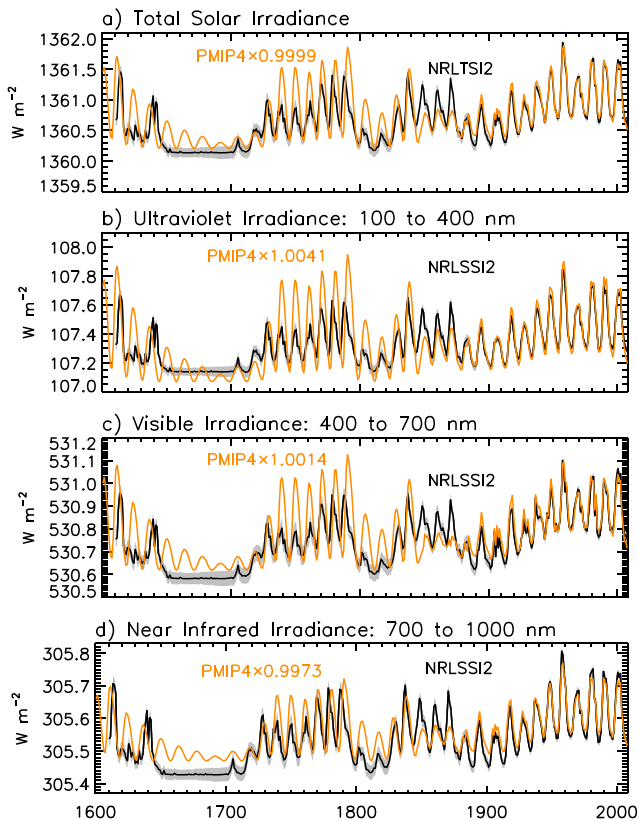 a) Total Solar Irradiance
PMIP4×0.9999
NRLTSI2
1362.0
1361.5
1361.0
1360.5
1360.0
1359.5
W m⁻²
b) Ultraviolet Irradiance: 100 to 400 nm
PMIP4×1.0041
NRLSSI2
108.0
107.8
107.6
107.4
107.2
107.0
W m⁻²
c) Visible Irradiance: 400 to 700 nm
PMIP4×1.0014
NRLSSI2
531.2
531.1
531.0
530.9
530.8
530.7
530.6
530.5
W m⁻²
d) Near Infrared Irradiance: 700 to 1000 nm
PMIP4×0.9973
NRLSSI2
305.8
305.7
305.6
305.5
305.4
W m⁻²
1600 1700 1800 1900 2000